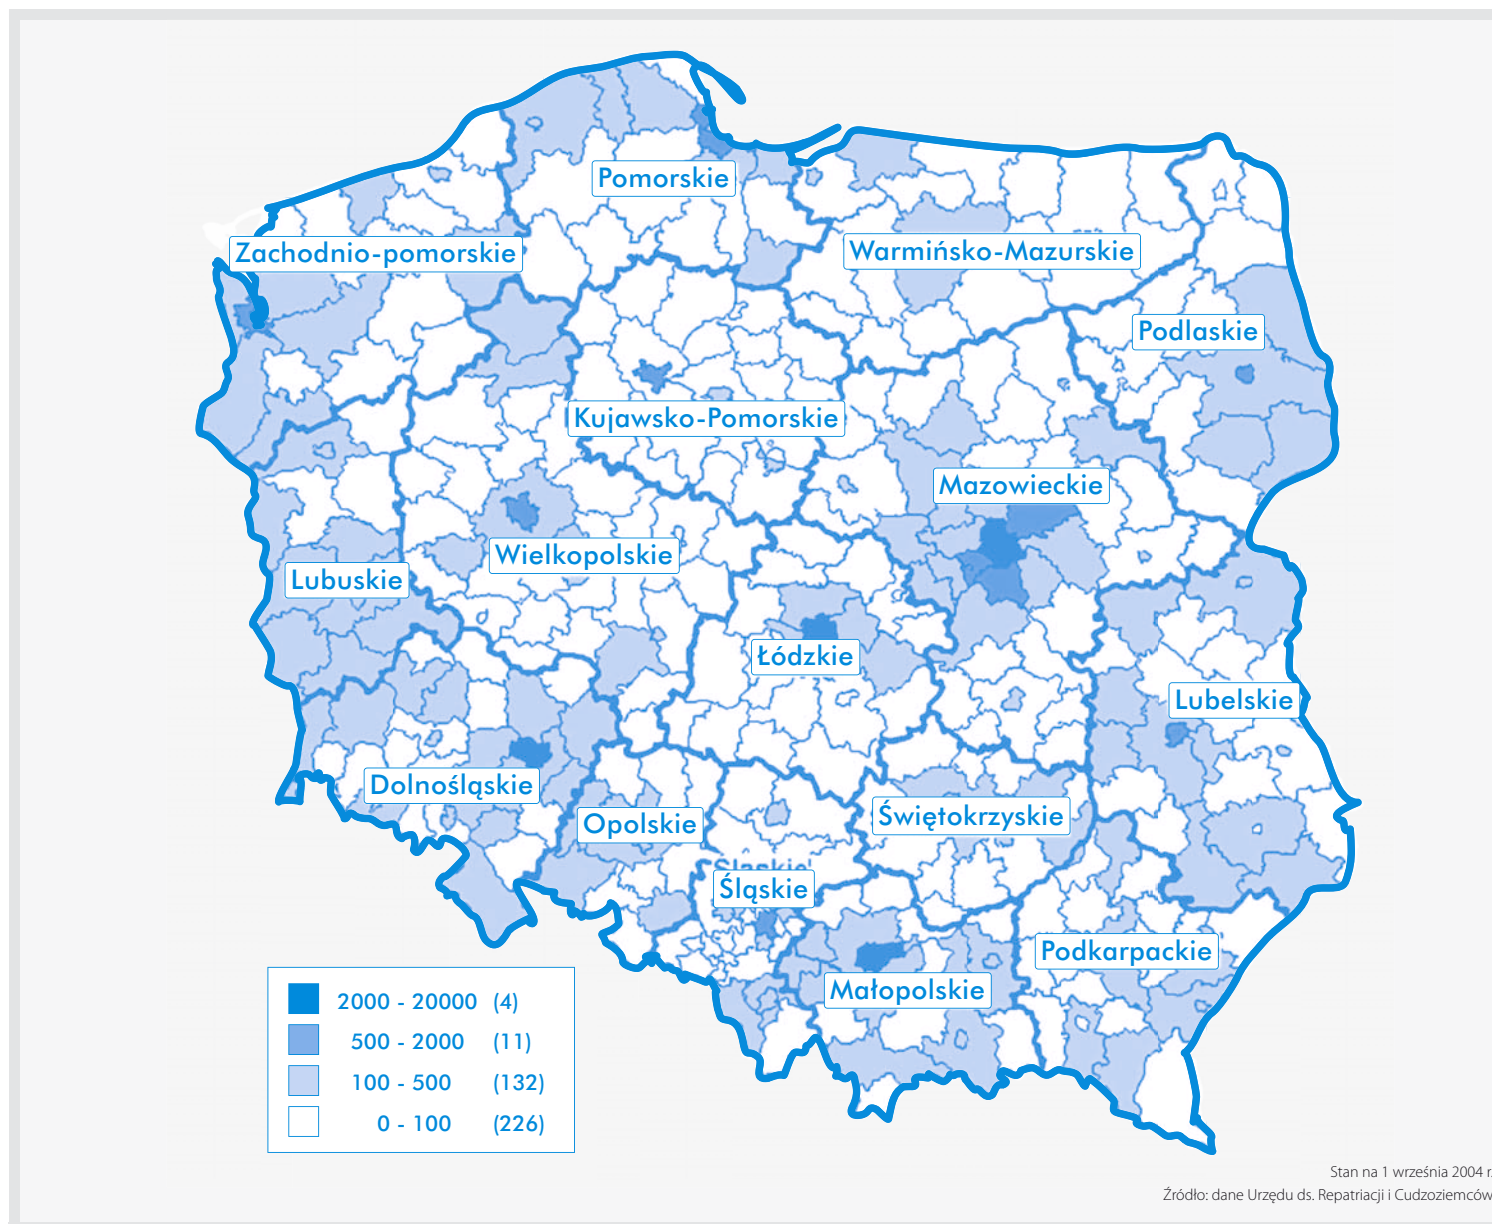 Pomorskie
Zachodnio-pomorskie
Warmińsko-Mazurskie
Podlaskie
Kujawsko-Pomorskie
Mazowieckie
Wielkopolskie
Lubuskie
Łódzkie
Lubelskie
Dolnośląskie
Opolskie
Świętokrzyskie
Śląskie
Śląskie
Podkarpackie
Małopolskie
2000 - 20000 (4)
500 - 2000 (11)
100 - 500 (132)
0 - 100 (226)
Stan na 1 września 2004 r.
Źródło: dane Urzędu ds. Repatriacji i Cudzoziemców